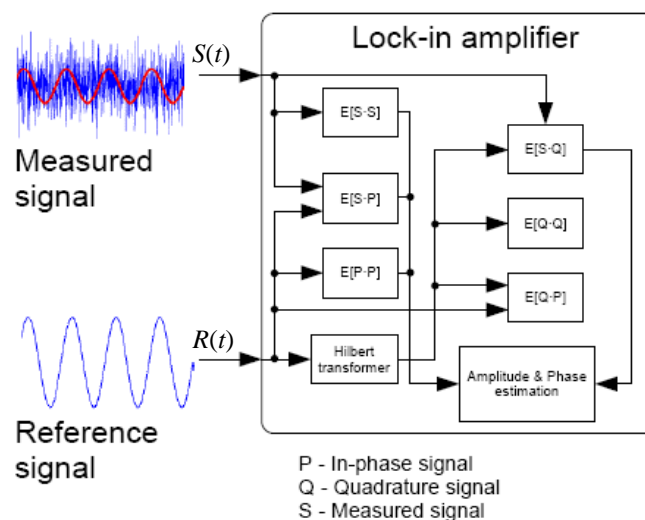 Lock-in amplifier
S(t)
E[S·S]
E[S·Q]
Measured
signal
E[S·P]
E[Q·Q]
E[P·P]
E[Q·P]
R(t)
Hilbert
transformer
Amplitude & Phase
estimation
Reference
signal
P - In-phase signal
Q - Quadrature signal
S - Measured signal